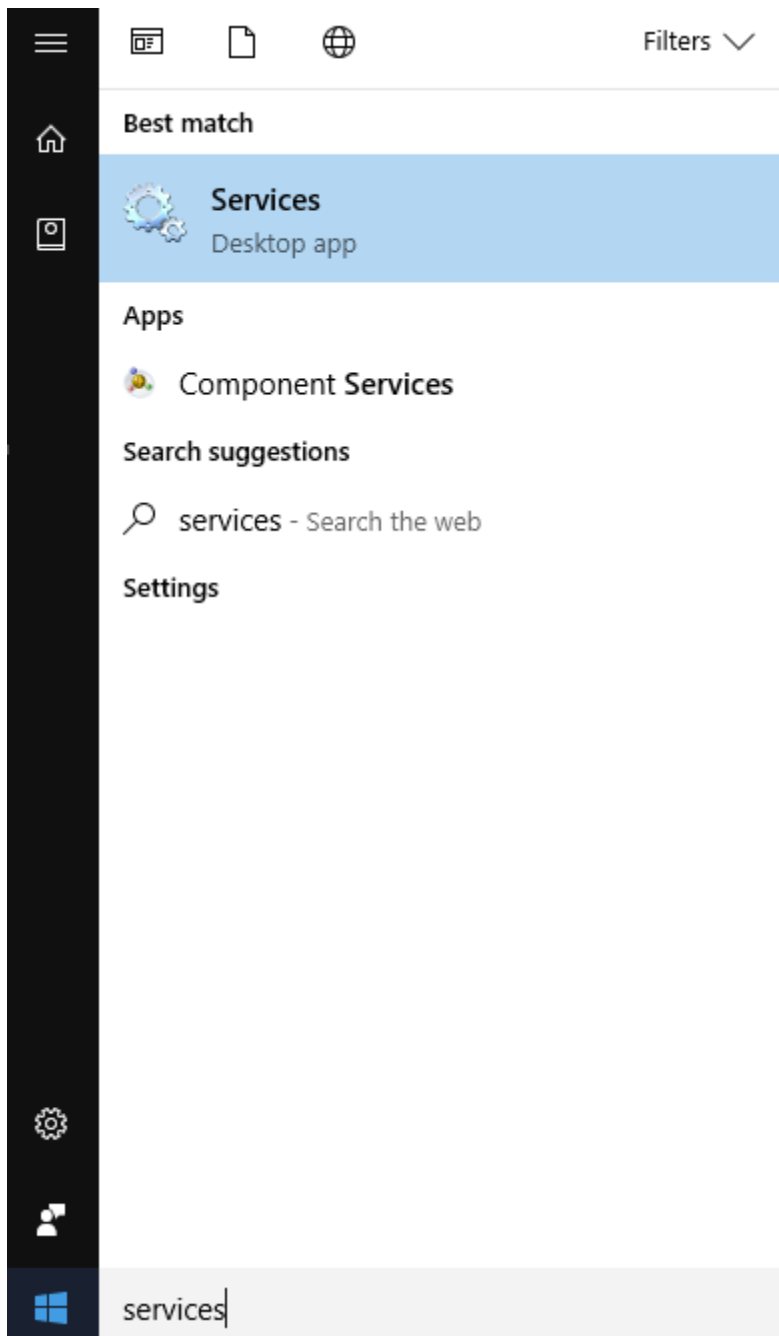 Filters
Best match
Services
Desktop app
Apps
Component Services
Search suggestions
services - Search the web
Settings
services